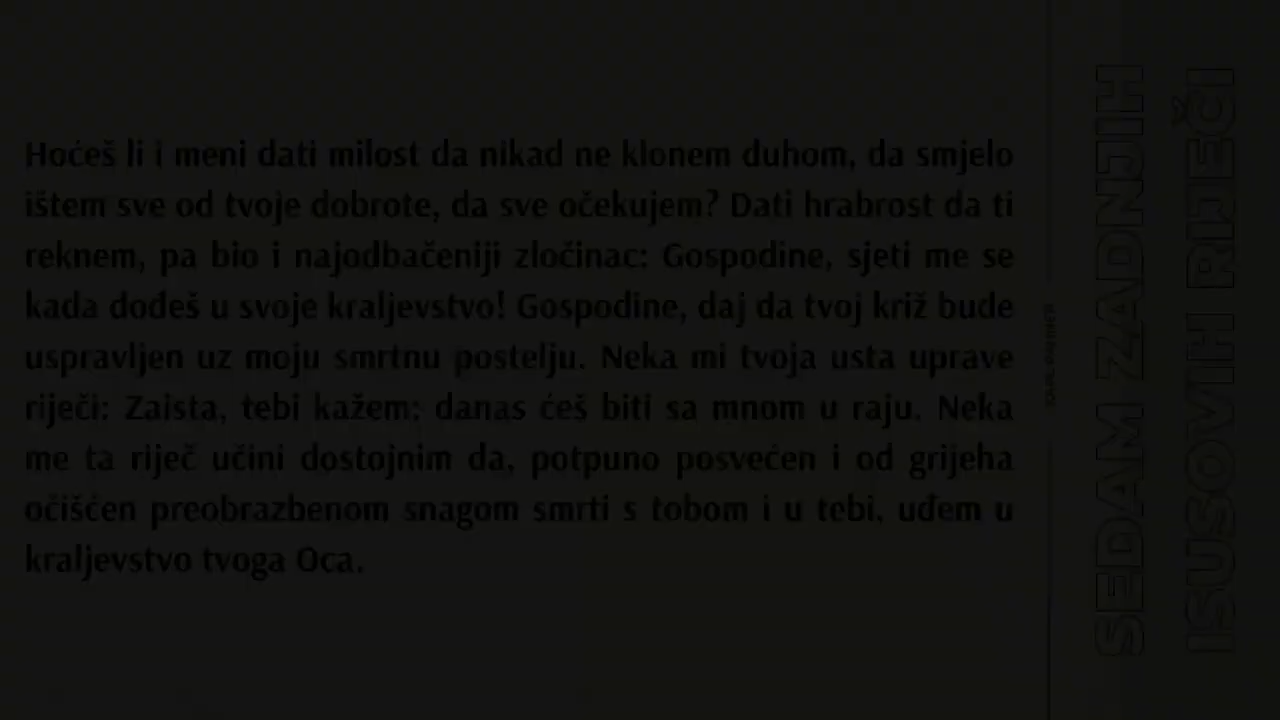 Hoćeš li i meni dati milost da nikad ne klonem duhom, da smjelo
ištem sve od tvoje dobrote, da sve očekujem? Dati hrabrost da ti
reknem, pa bio i najodbačeniji zločinac: Gospodine, sjeti me se
kada dođeš u svoje kraljevstvo! Gospodine, daj da tvoj križ bude
uspravljen uz moju smrtnu postelju. Neka mi tvoja usta uprave
riječi: Zaista, tebi kažem: danas ćeš biti sa mnom u raju. Neka
me ta riječ učini dostojnim da, potpuno posvećen i od grijeha
očišćen preobrazbenom snagom smrti s tobom i u tebi, uđem u
kraljevstvo tvoga Oca.
SEDAM ZADNJIH
ISUSOVIH RIJEČI